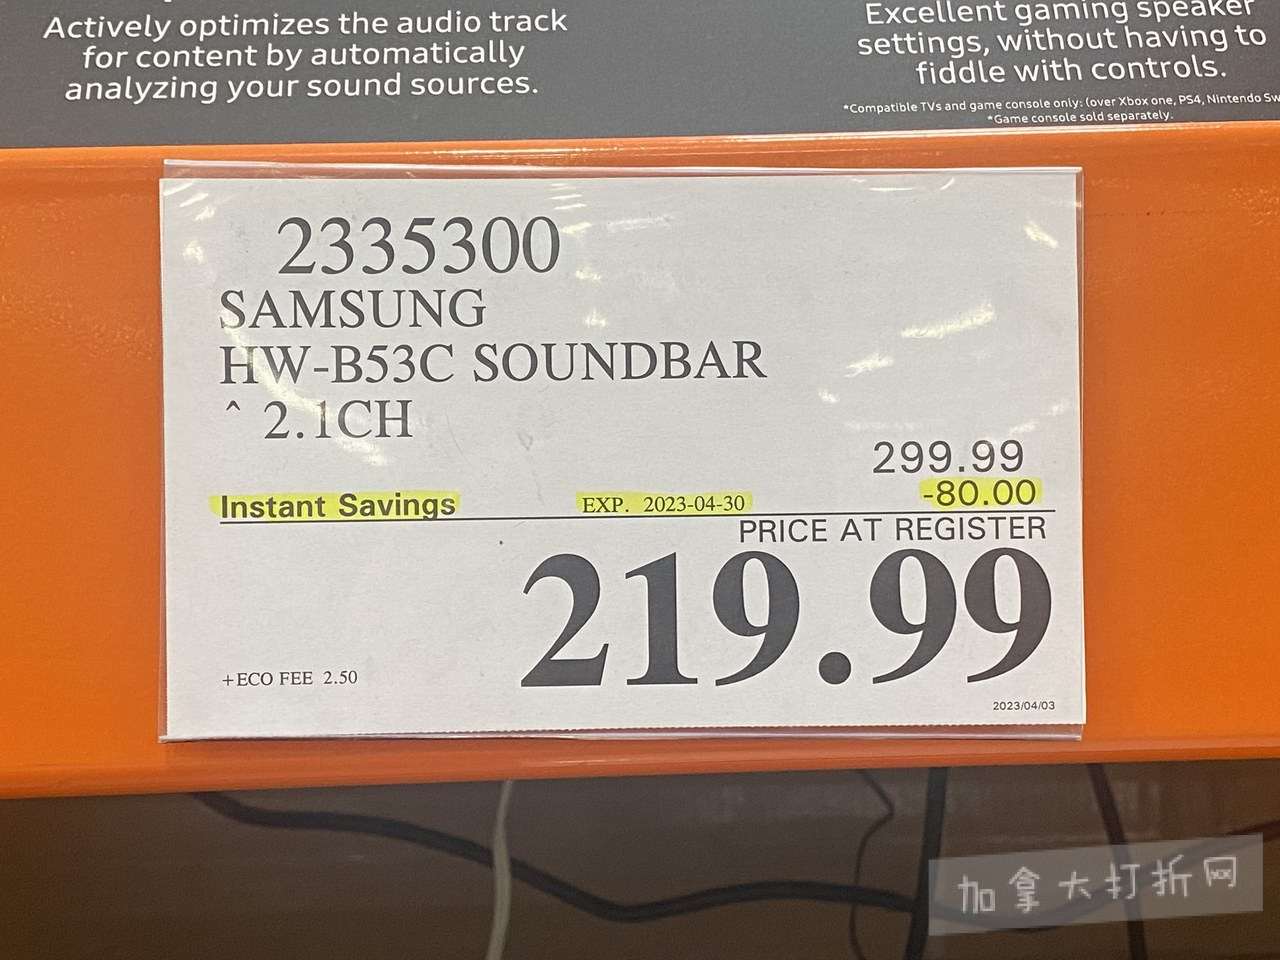 Actively optimizes the audio track
for content by automatically
analyzing your sound sources.
Excellent gaming speaker
settings, without having to
fiddle with controls.
*Compatible TVs and game console only: (over Xbox one, PS4, Nintendo Sw
*Game console sold separately.
2335300
SAMSUNG
HW-B53C SOUNDBAR
^ 2.1CH
299.99
Instant Savings EXP. 2023-04-30 -80.00
PRICE AT REGISTER
219.99
+ECO FEE 2.50
2023/04/03
加拿大打折网